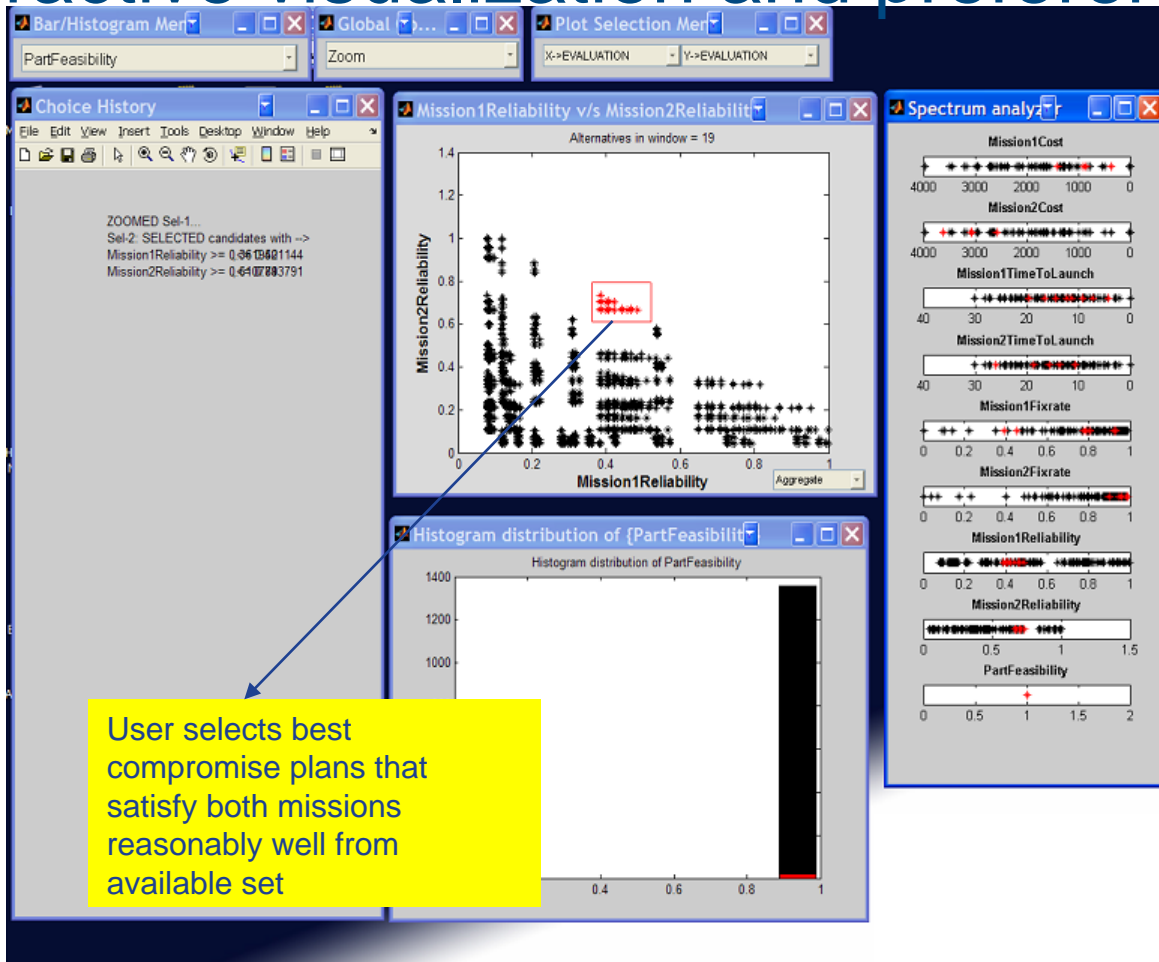 active visualization and prefere
Bar/Histogram Men
Global
Plot Selection Men
PartFeasibility
Zoom
X->EVALUATION
Y->EVALUATION
Choice History
File Edit View Insert Tools Desktop Window Help
ZOOMED Sel-1...
Sel-2: SELECTED candidates with -->
Mission1Reliability >=
Mission2Reliability >=
Mission1Reliability v/s Mission2Reliabilit
Alternatives in window = 19
1.4
1.2
1
0.8
0.6
0.4
0.2
0
Mission2Reliability
0 0.2 0.4 0.6 0.8 1
Mission1Reliability
Aggregate
Histogram distribution of {PartFeasibilit
Histogram distribution of PartFeasibility
1400
1200
1000
0.4 0.6 0.8 1
User selects best
compromise plans that
satisfy both missions
reasonably well from
available set
Spectrum analyz r
Mission1Cost
4000 3000 2000 1000 0
Mission2Cost
4000 3000 2000 1000 0
Mission1TimeToLaunch
40 30 20 10 0
Mission2TimeToLaunch
40 30 20 10 0
Mission1Fixrate
0 0.2 0.4 0.6 0.8 1
Mission2Fixrate
0 0.2 0.4 0.6 0.8 1
Mission1Reliability
0 0.2 0.4 0.6 0.8 1
Mission2Reliability
0 0.5 1 1.5
PartFeasibility
0 0.5 1 1.5 2